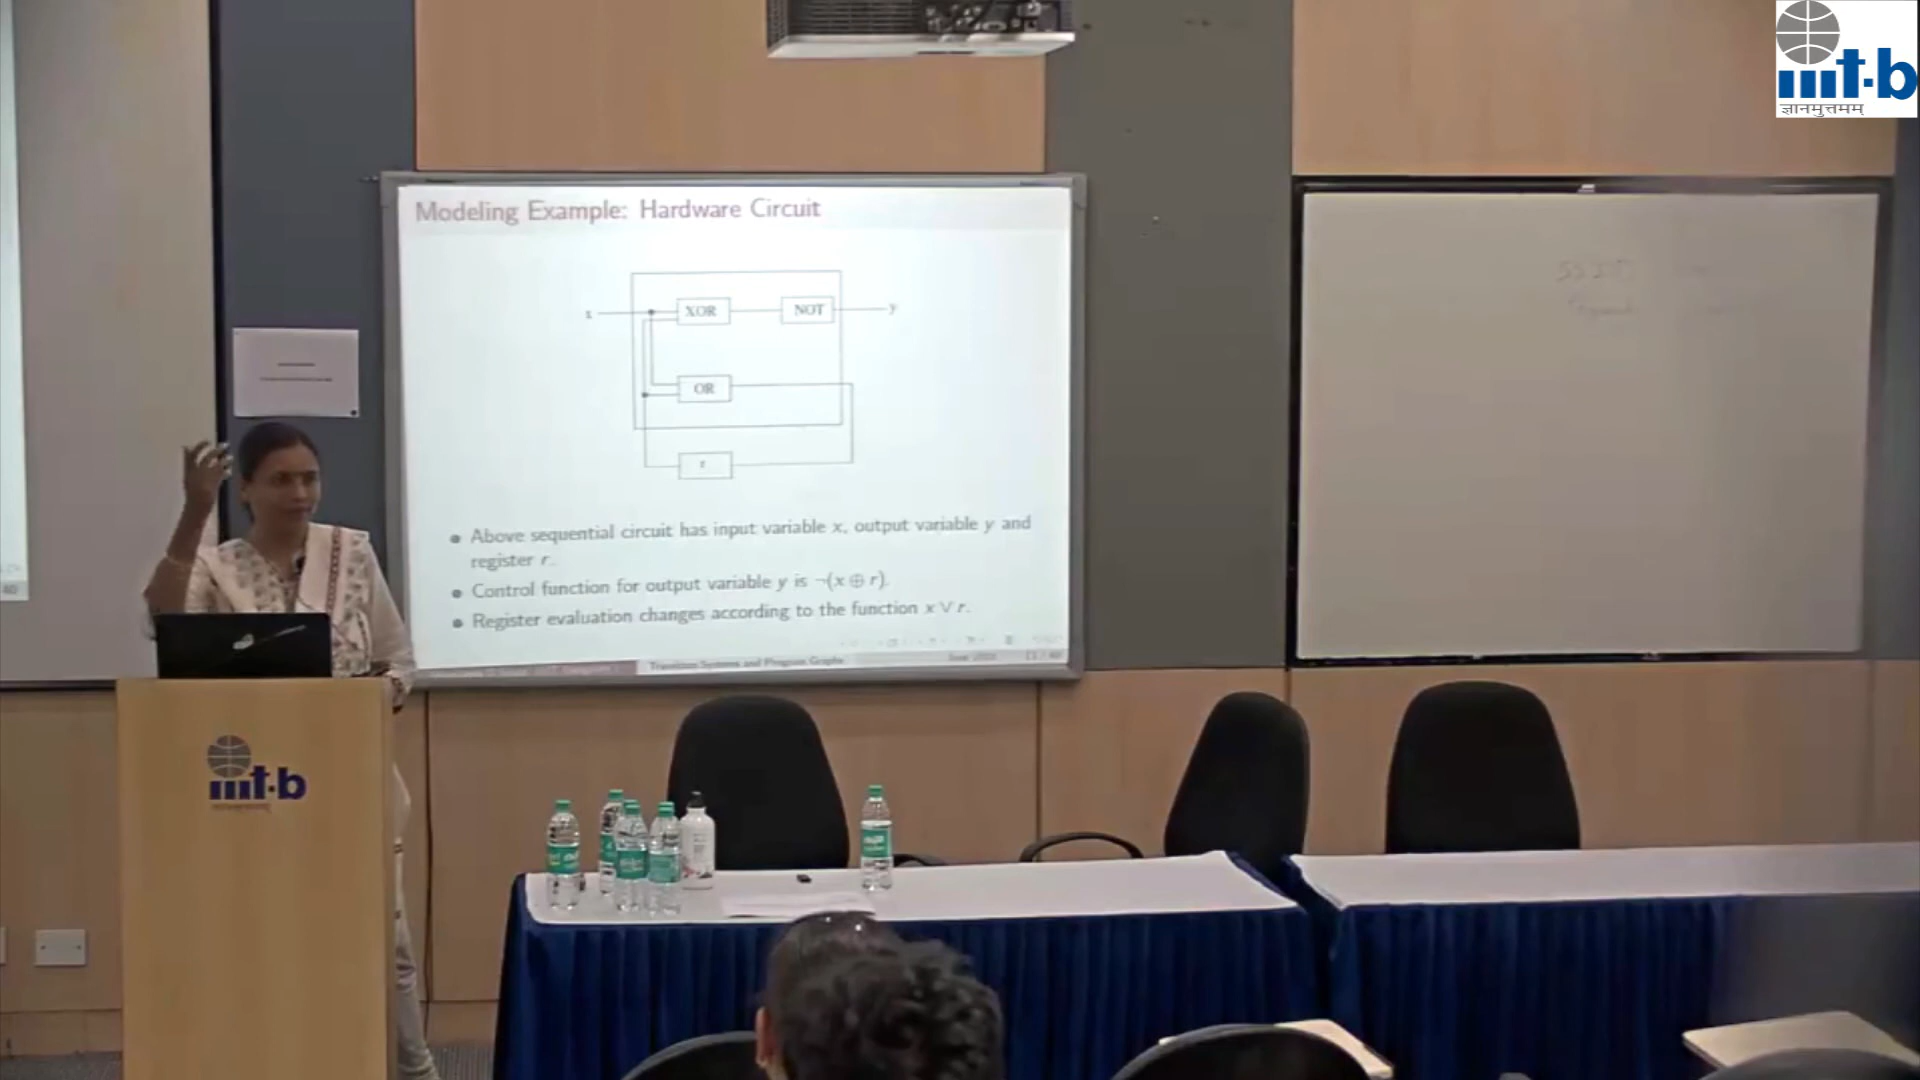 iiit-b
ज्ञानमुत्तमम्
Modeling Example: Hardware Circuit
x
XOR
NOT
y
OR
r
• Above sequential circuit has input variable x, output variable y and
register r.
• Control function for output variable y is ¬(x ⊕ r).
• Register evaluation changes according to the function x ∨ r.
Transition Systems and Program Graphs
iiit-b